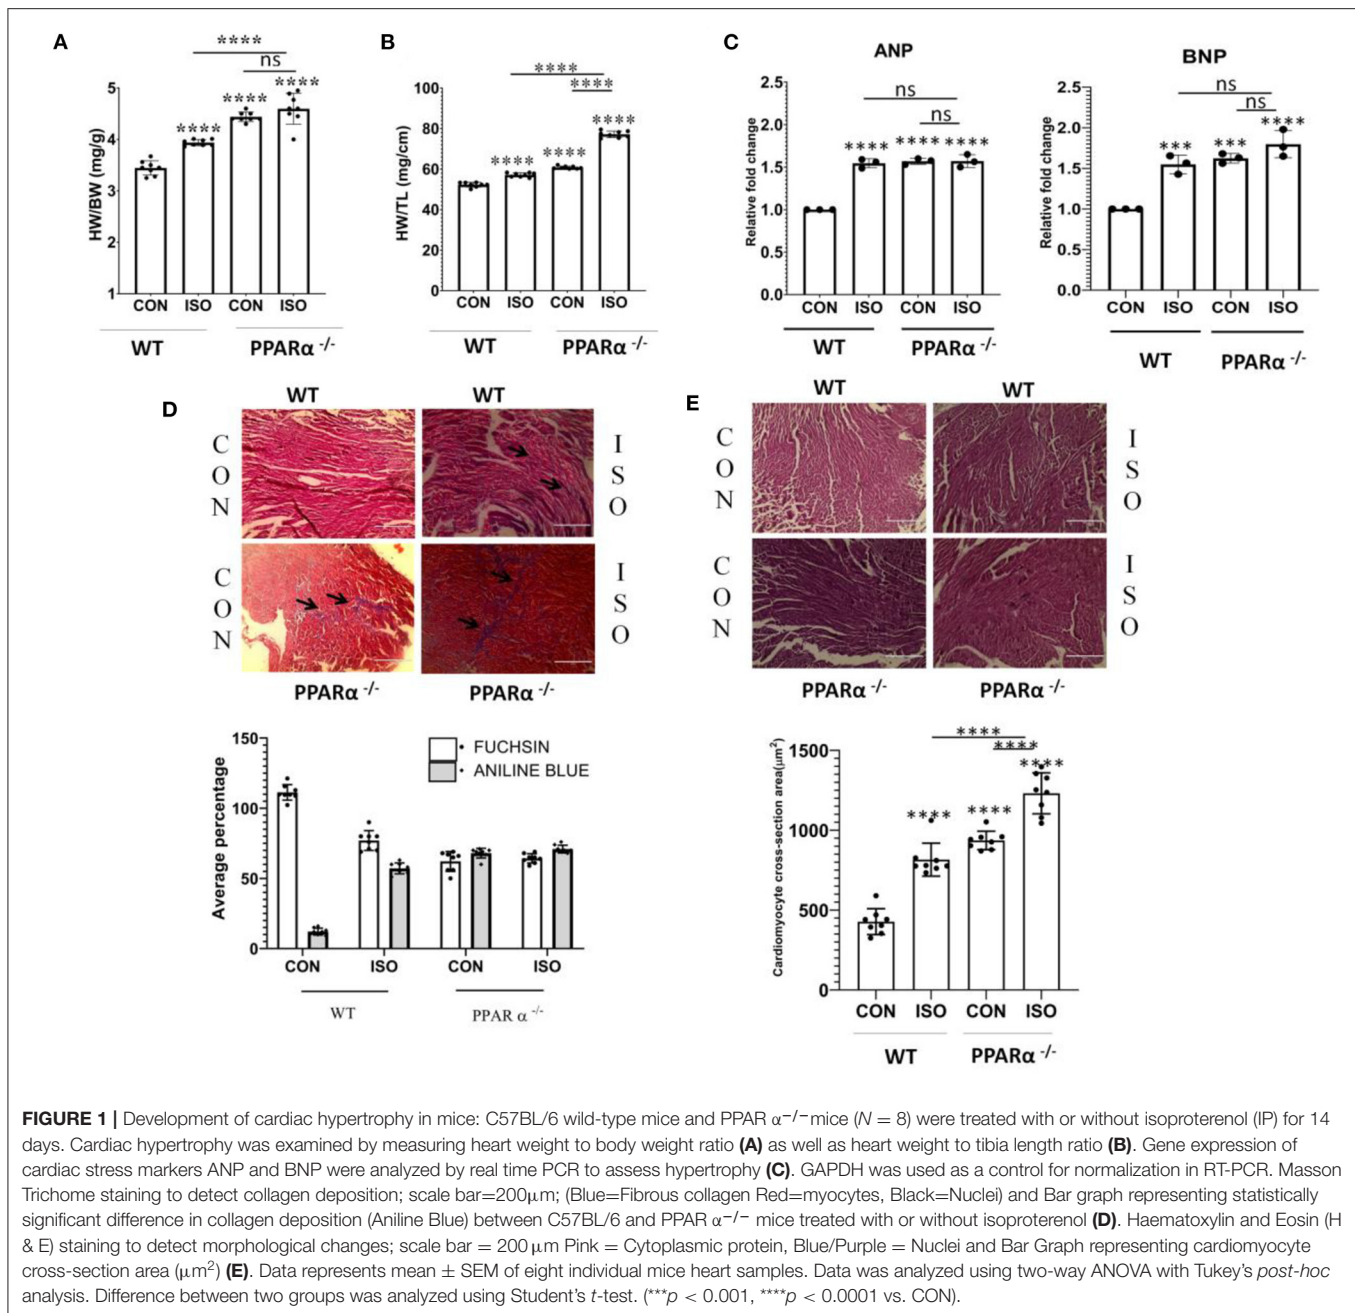 A
****
ns
****
****
****
HW/BW (mg/g)
5
4
3
2
1
CON ISO CON ISO
WT PPARα -/-
B
****
****
****
****
****
HW/TL (mg/cm)
100
80
60
40
20
0
CON ISO CON ISO
WT PPARα -/-
C
ANP
ns
ns
**** **** ****
Relative fold change
2.5
2.0
1.5
1.0
0.5
0.0
CON ISO CON ISO
WT PPARα -/-
BNP
ns
ns
*** *** ****
Relative fold change
2.5
2.0
1.5
1.0
0.5
0.0
CON ISO CON ISO
WT PPARα -/-
D
WT WT
CON ISO
CON ISO
PPARα -/- PPARα -/-
Average percentage
150
100
50
0
FUCHSIN
ANILINE BLUE
CON ISO CON ISO
WT PPAR α -/-
E
WT WT
CON ISO
CON ISO
PPARα -/- PPARα -/-
****
****
****
****
****
Cardiomyocyte cross-section area(μm²)
1500
1000
500
0
CON ISO CON ISO
WT PPARα -/-
FIGURE 1 | Development of cardiac hypertrophy in mice: C57BL/6 wild-type mice and PPAR α−/−mice (N = 8) were treated with or without isoproterenol (IP) for 14
days. Cardiac hypertrophy was examined by measuring heart weight to body weight ratio (A) as well as heart weight to tibia length ratio (B). Gene expression of
cardiac stress markers ANP and BNP were analyzed by real time PCR to assess hypertrophy (C). GAPDH was used as a control for normalization in RT-PCR. Masson
Trichome staining to detect collagen deposition; scale bar=200μm; (Blue=Fibrous collagen Red=myocytes, Black=Nuclei) and Bar graph representing statistically
significant difference in collagen deposition (Aniline Blue) between C57BL/6 and PPAR α−/− mice treated with or without isoproterenol (D). Haematoxylin and Eosin (H
& E) staining to detect morphological changes; scale bar = 200 μm Pink = Cytoplasmic protein, Blue/Purple = Nuclei and Bar Graph representing cardiomyocyte
cross-section area (μm²) (E). Data represents mean ± SEM of eight individual mice heart samples. Data was analyzed using two-way ANOVA with Tukey's post-hoc
analysis. Difference between two groups was analyzed using Student's t-test. (***p < 0.001, ****p < 0.0001 vs. CON).